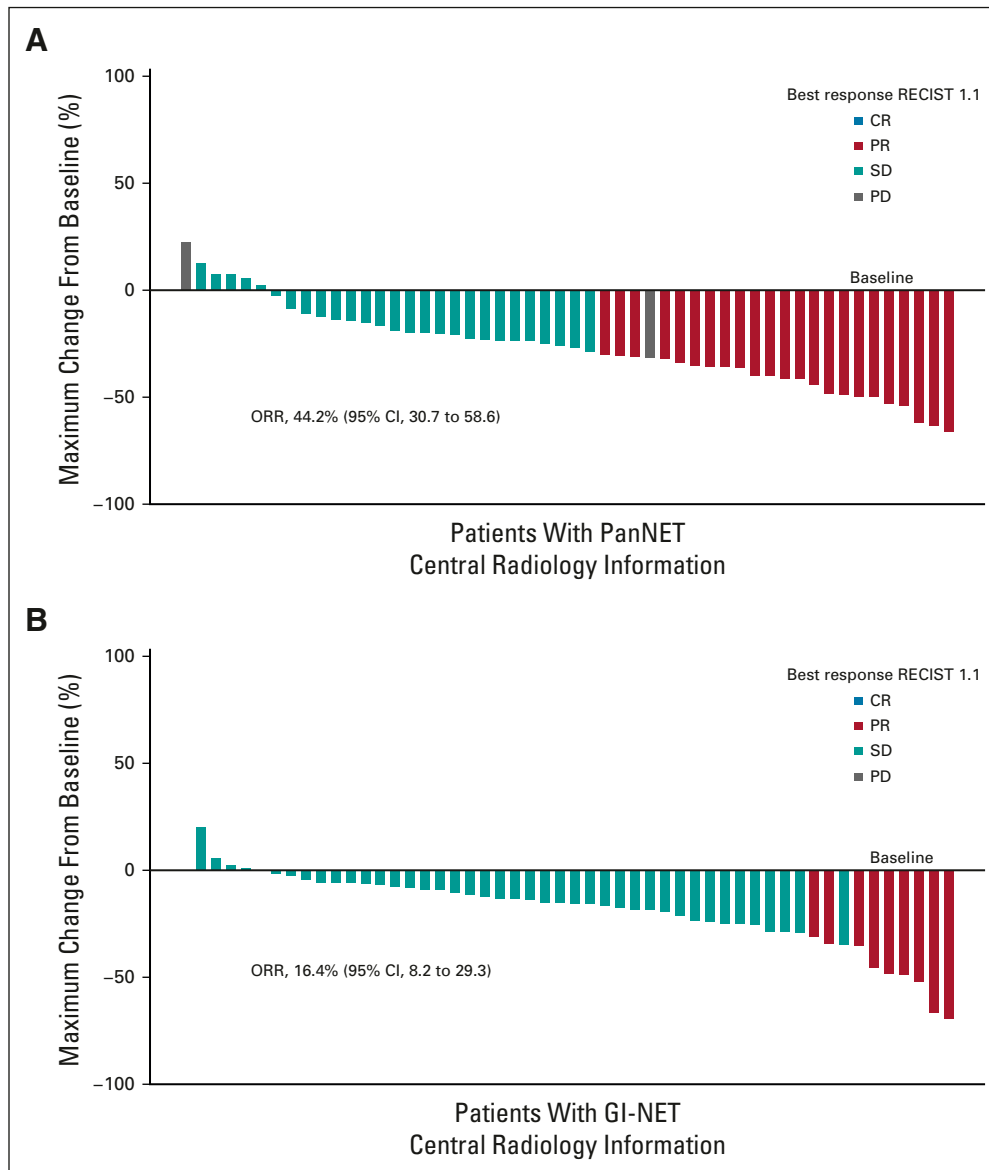 A
Maximum Change From Baseline (%)
100
50
0
−50
−100
Best response RECIST 1.1
CR
PR
SD
PD
Baseline
ORR, 44.2% (95% CI, 30.7 to 58.6)
Patients With PanNET
Central Radiology Information
B
Maximum Change From Baseline (%)
100
50
0
−50
−100
Best response RECIST 1.1
CR
PR
SD
PD
Baseline
ORR, 16.4% (95% CI, 8.2 to 29.3)
Patients With GI-NET
Central Radiology Information